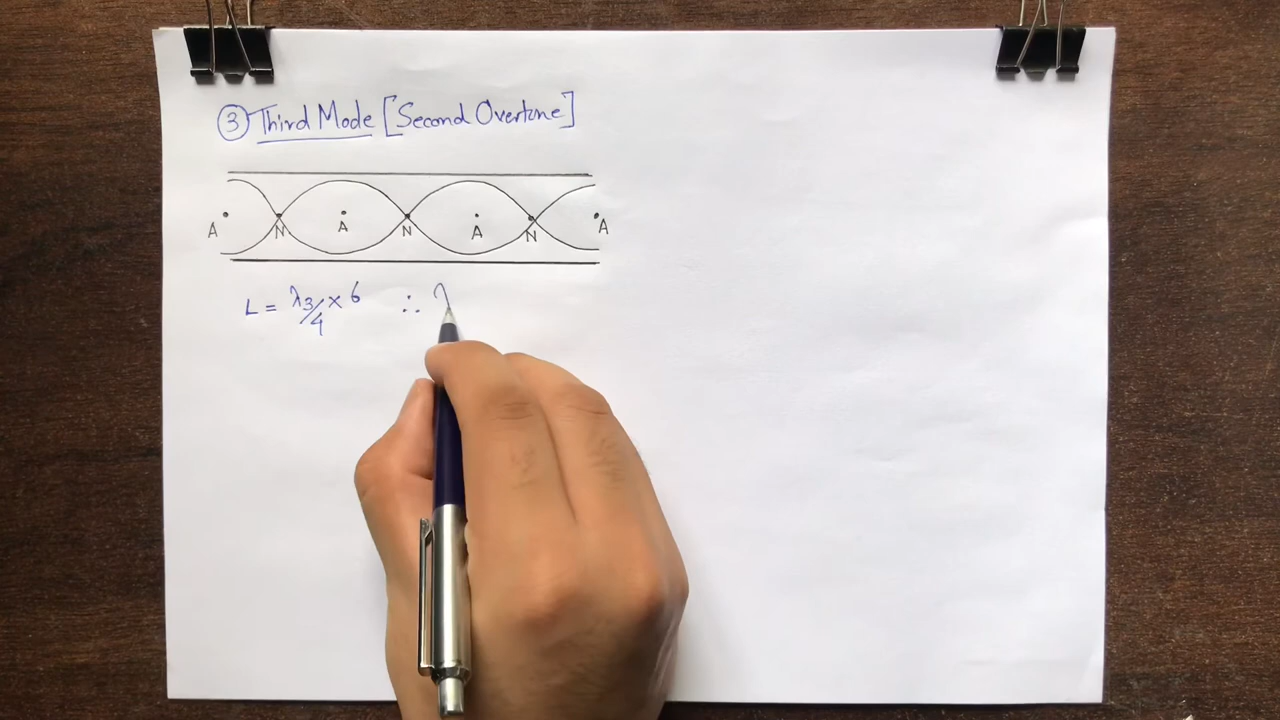 ③ Third Mode [Second Overtone]
A N A N A N A
L = λ₃/4 × 6 ∴ λ